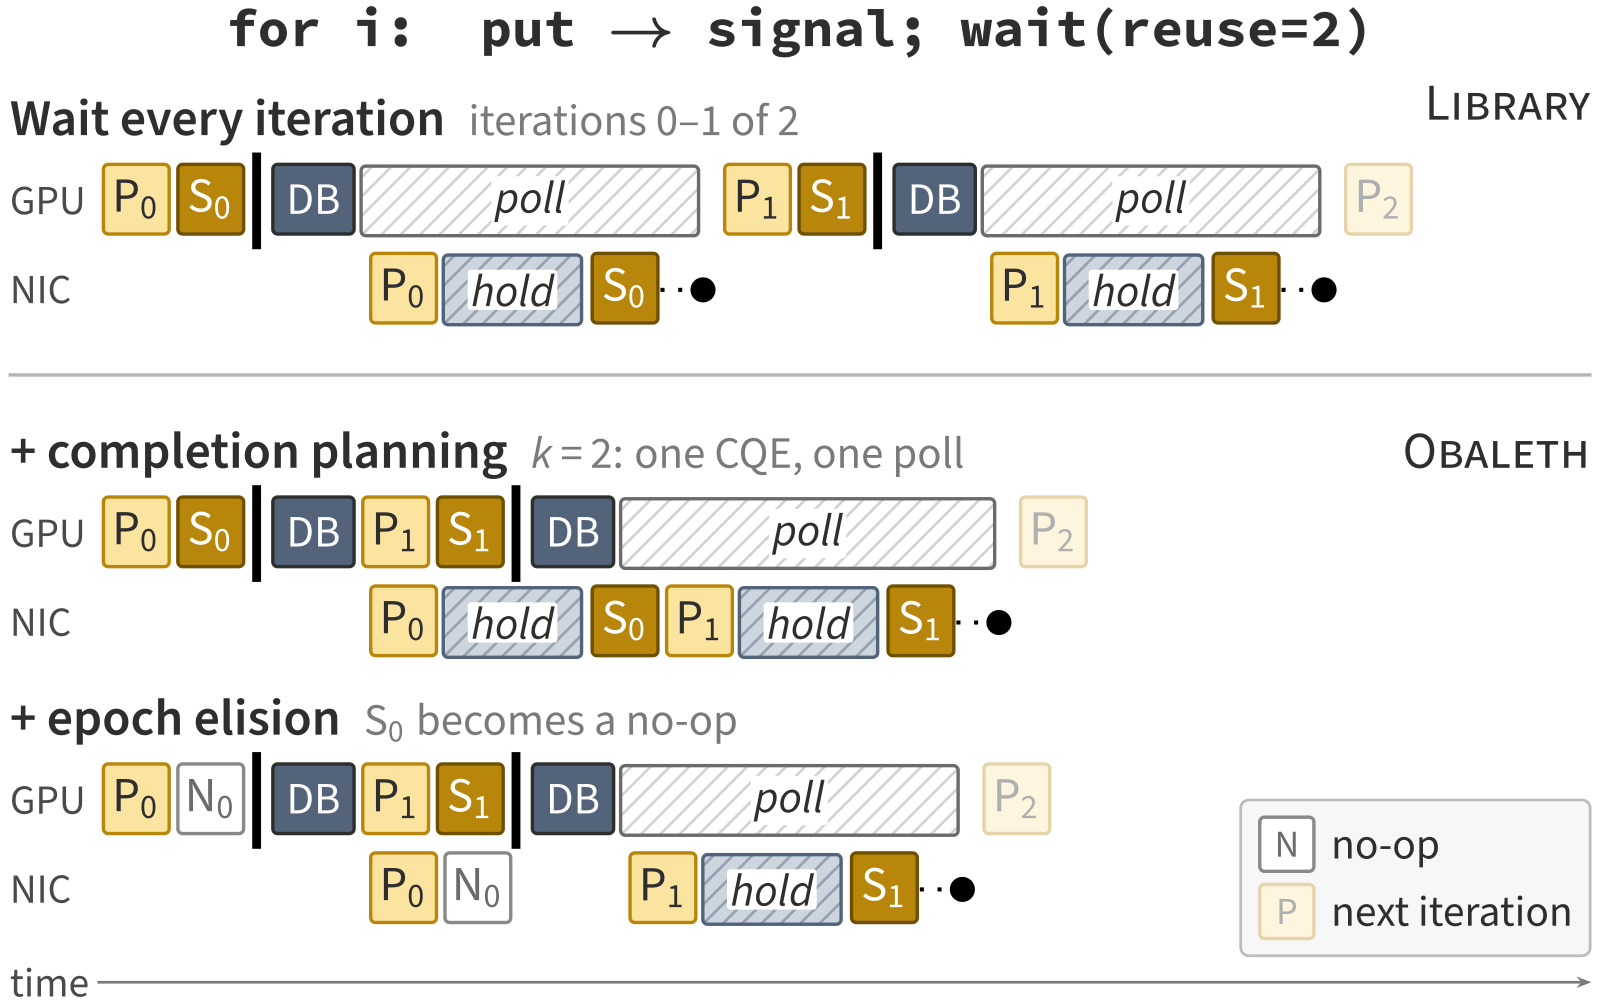 for i: put → signal; wait(reuse=2)
LIBRARY
Wait every iteration iterations 0–1 of 2
GPU P0 S0 DB poll P1 S1 DB poll P2
NIC P0 hold S0 P1 hold S1
+ completion planning k = 2: one CQE, one poll
OBALETH
GPU P0 S0 DB P1 S1 DB poll P2
NIC P0 hold S0 P1 hold S1
+ epoch elision S0 becomes a no-op
GPU P0 N0 DB P1 S1 DB poll P2
NIC P0 N0 P1 hold S1
N no-op
P next iteration
time